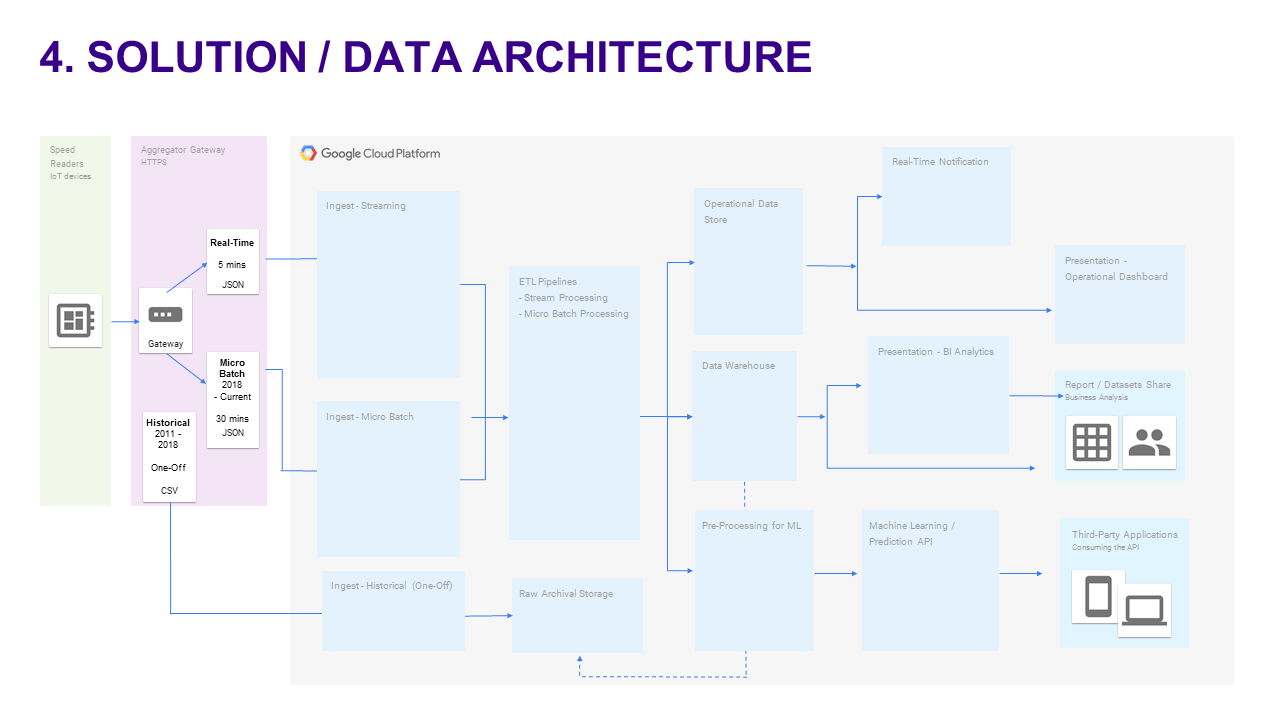 4. SOLUTION / DATA ARCHITECTURE
Speed
Readers
IoT devices
Aggregator Gateway
HTTPS
Real-Time
5 mins
JSON
Gateway
Micro
Batch
2018
- Current
30 mins
JSON
Historical
2011 -
2018
One-Off
CSV
Google Cloud Platform
Ingest - Streaming
Ingest - Micro Batch
Ingest - Historical (One-Off)
ETL Pipelines
- Stream Processing
- Micro Batch Processing
Raw Archival Storage
Operational Data
Store
Data Warehouse
Pre-Processing for ML
Real-Time Notification
Presentation -
Operational Dashboard
Presentation - BI Analytics
Report / Datasets Share
Business Analysis
Machine Learning /
Prediction API
Third-Party Applications
Consuming the API